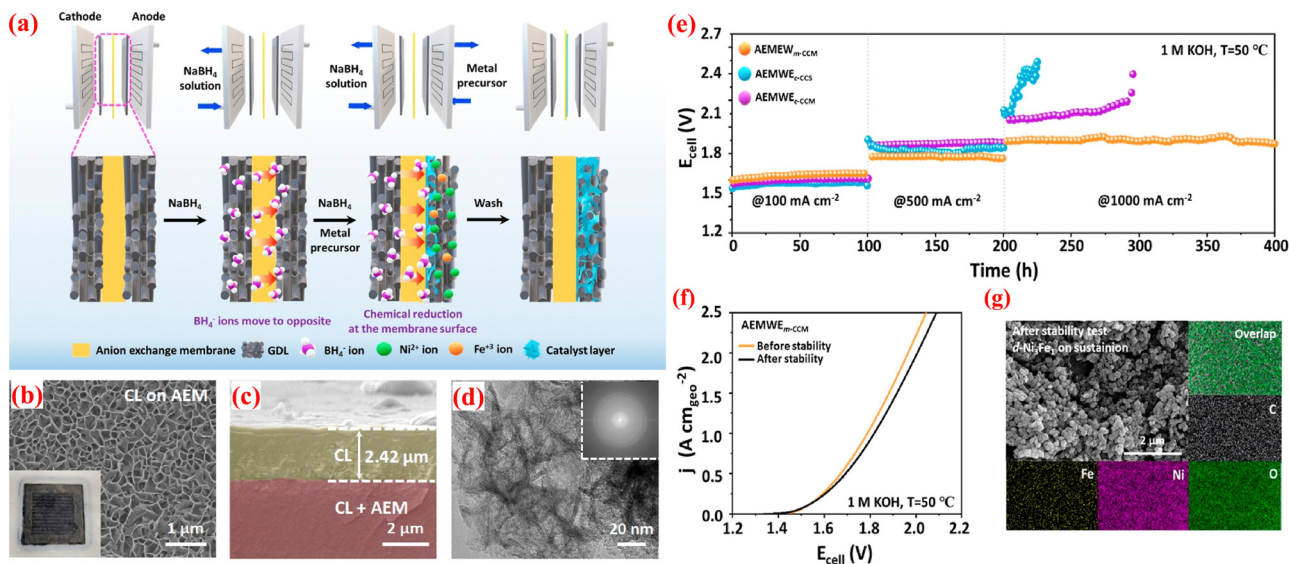 (a)
Cathode
Anode
NaBH4
solution
NaBH4
solution
Metal
precursor
NaBH4
NaBH4
Metal
precursor
Wash
BH4- ions move to opposite
Chemical reduction
at the membrane surface
Anion exchange membrane
GDL
BH4- ion
Ni2+ ion
Fe+3 ion
Catalyst layer
(b)
CL on AEM
1 μm
(c)
CL
2.42 μm
CL + AEM
2 μm
(d)
20 nm
(e)
2.7
2.4
2.1
1.8
1.5
1.2
Ecell (V)
AEMEWm-CCM
AEMWEc-CCS
AEMWEc-CCM
1 M KOH, T=50 °C
@100 mA cm-2
@500 mA cm-2
@1000 mA cm-2
0 50 100 150 200 250 300 350 400
Time (h)
(f)
2.5
2.0
1.5
1.0
0.5
0.0
j (A cmgeo-2)
AEMWEm-CCM
Before stability
After stability
1 M KOH, T=50 °C
1.2 1.4 1.6 1.8 2.0 2.2
Ecell (V)
(g)
After stability test
on sustainion
2 μm
Overlap
C
Fe
Ni
O